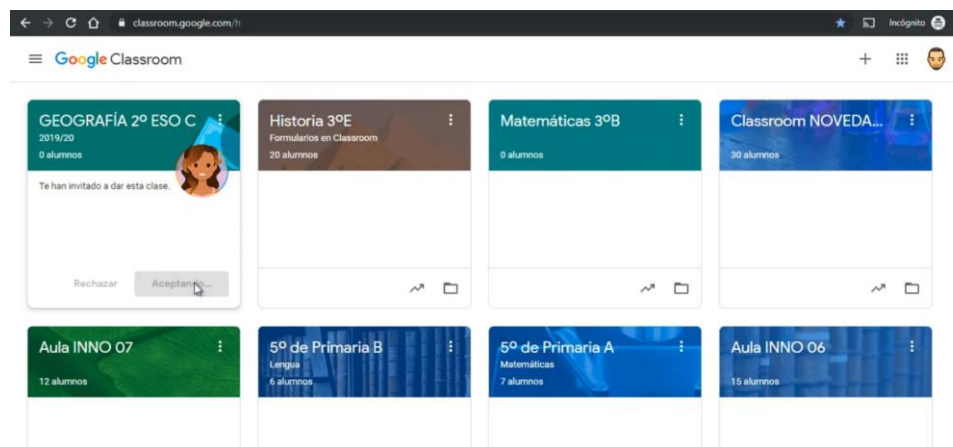 classroom.google.com/h
Incógnito
Google Classroom
GEOGRAFÍA 2º ESO C
2019/20
0 alumnos
Te han invitado a dar esta clase.
Rechazar
Aceptando...
Historia 3ºE
Formularios en Classroom
20 alumnos
Matemáticas 3ºB
0 alumnos
Classroom NOVEDA...
30 alumnos
Aula INNO 07
12 alumnos
5º de Primaria B
Lengua
6 alumnos
5º de Primaria A
Matemáticas
7 alumnos
Aula INNO 06
15 alumnos